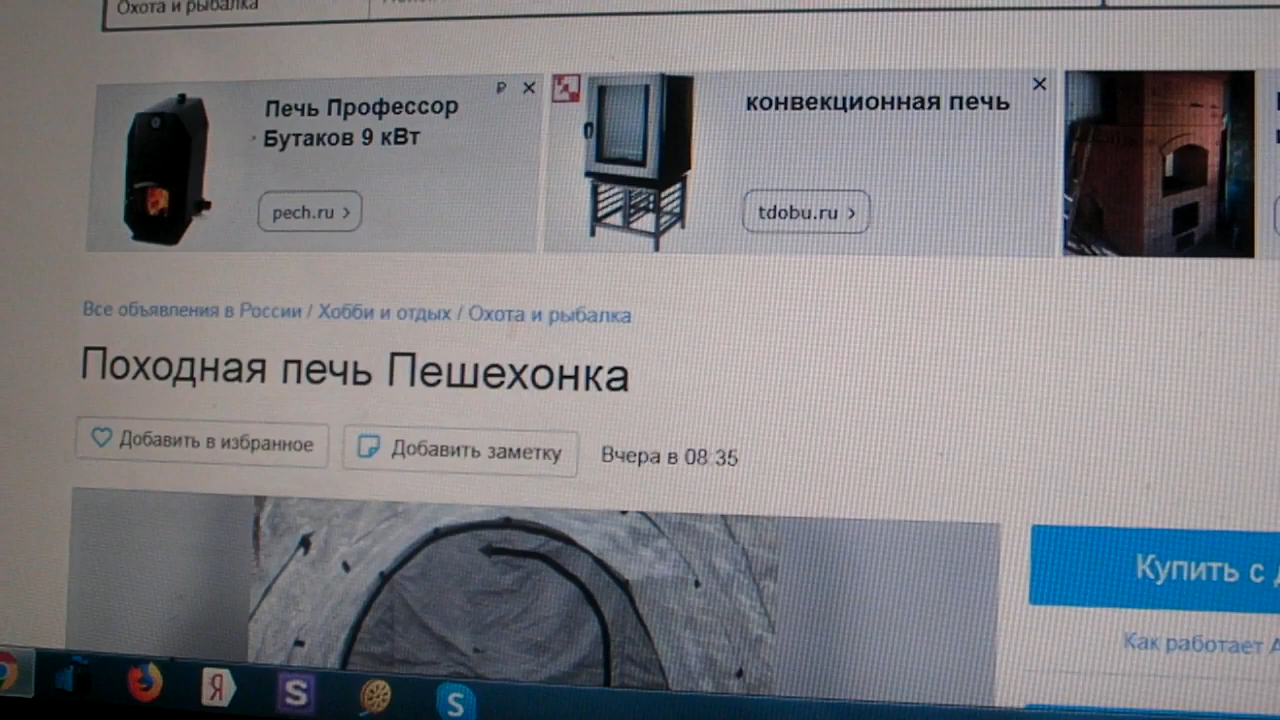 Охота и рыбалка
Печь Профессор
Бутаков 9 кВт
pech.ru
конвекционная печь
tdobu.ru
Все объявления в России / Хобби и отдых / Охота и рыбалка
Походная печь Пешехонка
Добавить в избранное
Добавить заметку
Вчера в 08:35
Купить с
Как работает
Я
S
S